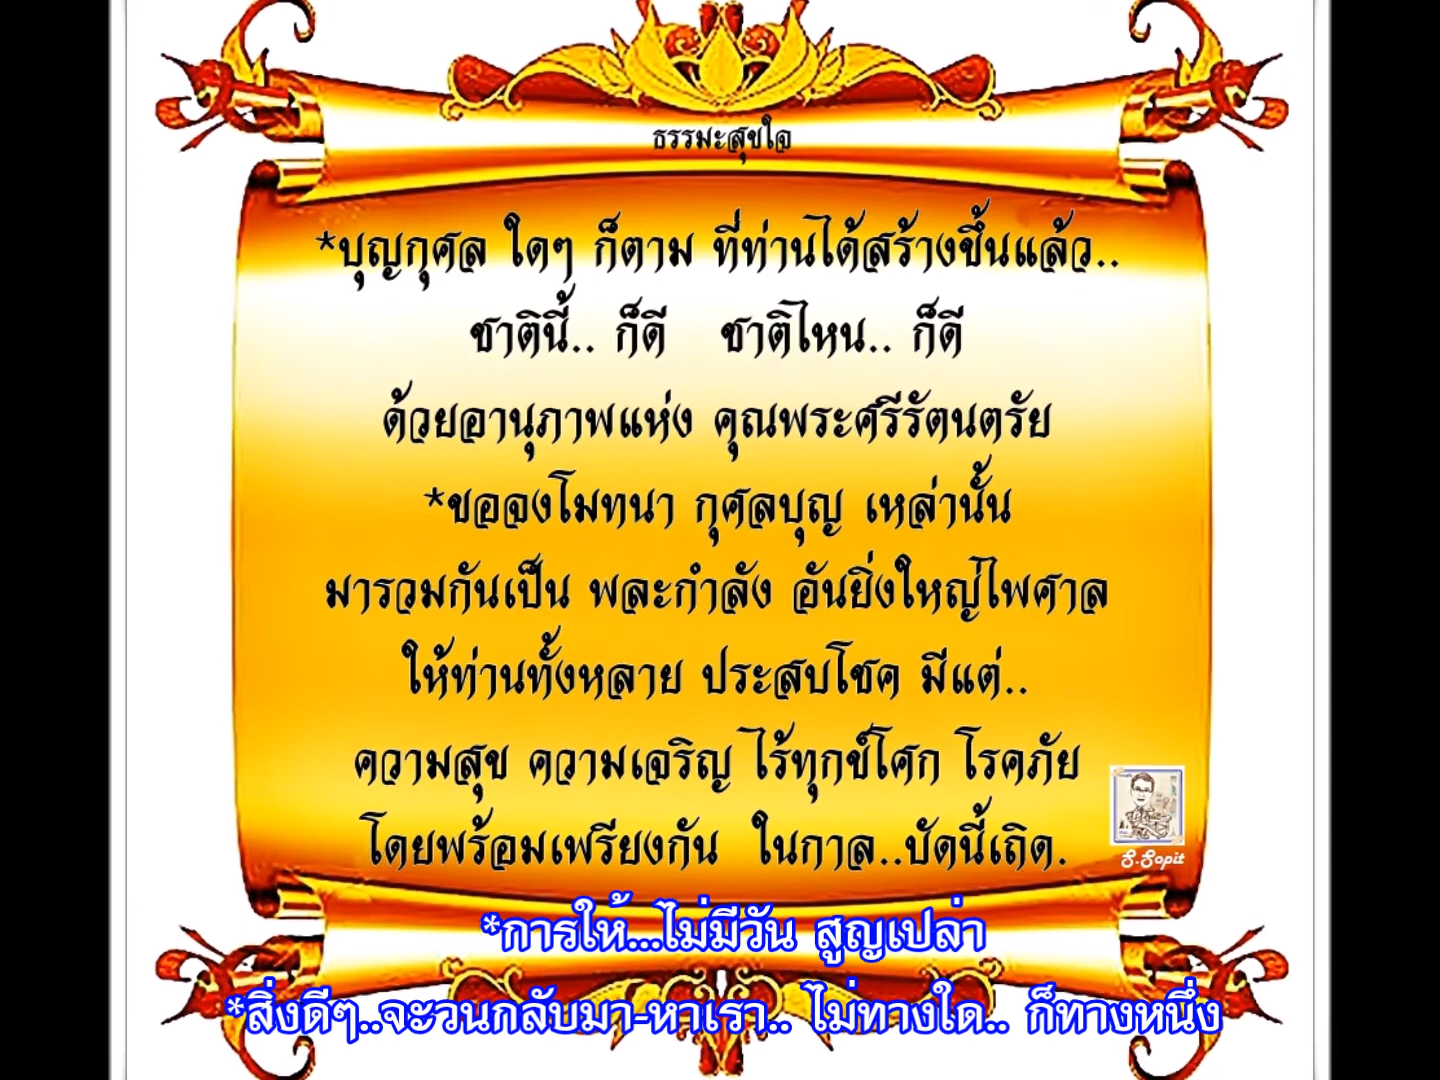 ธรรมะสุขใจ
*บุญกุศล ใดๆ ก็ตาม ที่ท่านได้สร้างขึ้นแล้ว..
ชาตินี้.. ก็ดี ชาติไหน.. ก็ดี
ด้วยอานุภาพแห่ง คุณพระศรีรัตนตรัย
*ขอจงโมทนา กุศลบุญ เหล่านั้น
มารวมกันเป็น พละกำลัง อันยิ่งใหญ่ไพศาล
ให้ท่านทั้งหลาย ประสบโชค มีแต่..
ความสุข ความเจริญ ไร้ทุกข์โศก โรคภัย
โดยพร้อมเพรียงกัน ในกาล..บัดนี้เถิด.
S.Sopit
*การให้...ไม่มีวัน สูญเปล่า
*สิ่งดีๆ..จะวนกลับมา-หาเรา.. ไม่ทางใด.. ก็ทางหนึ่ง